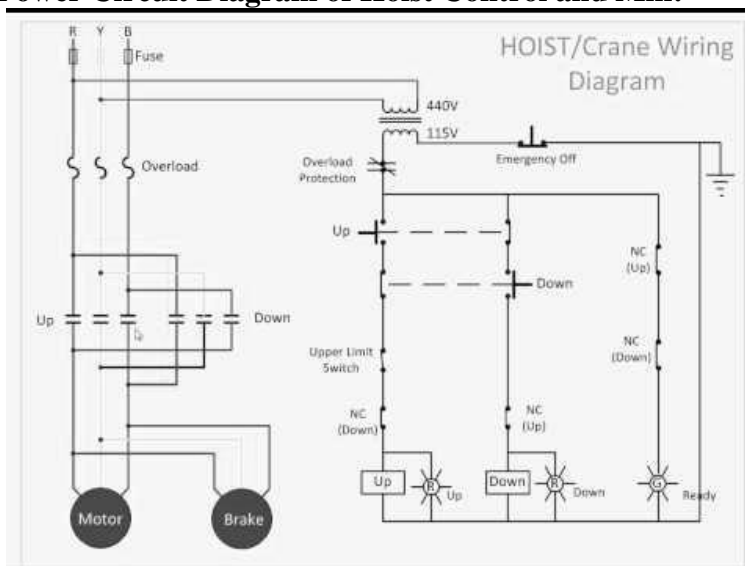 Power Circuit Diagram of Hoist Control and
R Y B
Fuse
HOIST/Crane Wiring
Diagram
440V
115V
Emergency Off
Overload
Overload
Protection
Up
Down
NC
(Up)
NC
(Down)
Up
Down
Upper Limit
Switch
NC
(Down)
NC
(Up)
Up
R
Up
Down
R
Down
G
Ready
Motor
Brake